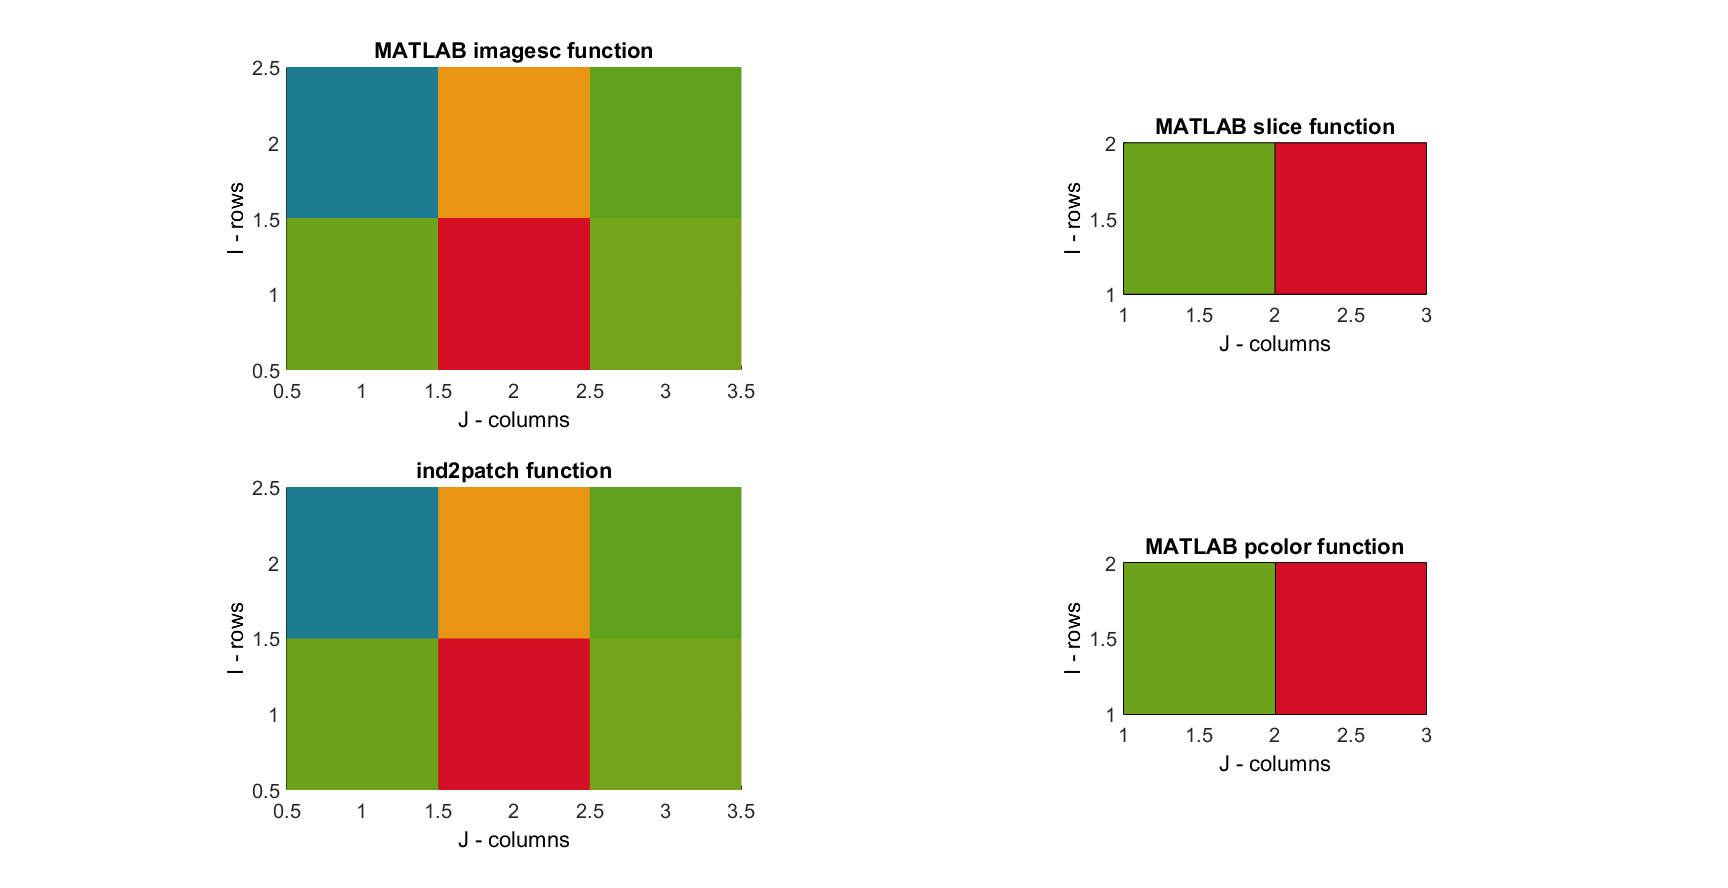 MATLAB imagesc function
2.5
2
1.5
1
0.5
I - rows
0.5 1 1.5 2 2.5 3 3.5
J - columns
MATLAB slice function
2
1.5
1
I - rows
1 1.5 2 2.5 3
J - columns
ind2patch function
2.5
2
1.5
1
0.5
I - rows
0.5 1 1.5 2 2.5 3 3.5
J - columns
MATLAB pcolor function
2
1.5
1
I - rows
1 1.5 2 2.5 3
J - columns